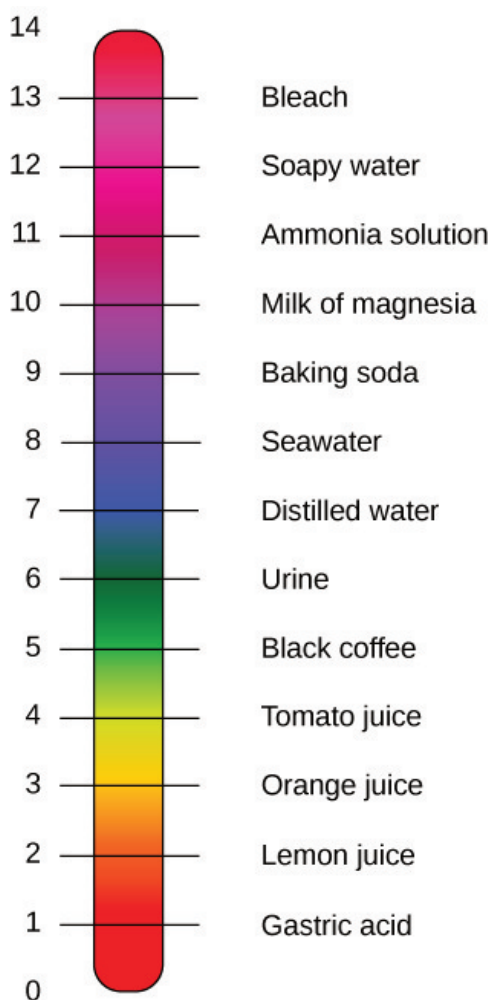 14
13 Bleach
12 Soapy water
11 Ammonia solution
10 Milk of magnesia
9 Baking soda
8 Seawater
7 Distilled water
6 Urine
5 Black coffee
4 Tomato juice
3 Orange juice
2 Lemon juice
1 Gastric acid
0